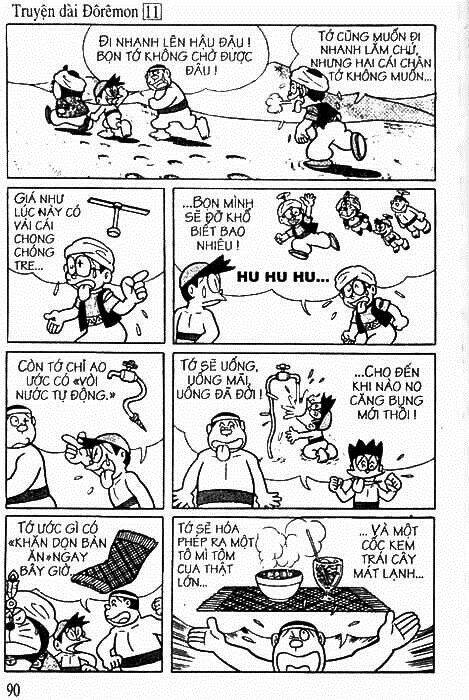 Truyện dài Đôrêmon 11
ĐI NHANH LÊN HẬU ĐẬU !
BỌN TỚ KHÔNG CHỜ ĐƯỢC
ĐÂU !
TỚ CŨNG MUỐN ĐI
NHANH LẮM CHỨ,
NHƯNG HAI CÁI CHÂN
TỚ KHÔNG MUỐN...
GIÁ NHƯ
LÚC NÀY CÓ
VÀI CÁI
CHONG
CHÓNG
TRE...
...BỌN MÌNH
SẼ ĐỠ KHỔ
BIẾT BAO
NHIÊU !
HU HU HU...
CÒN TỚ CHỈ AO
ƯỚC CÓ «VÒI
NƯỚC TỰ ĐỘNG.»
TỚ SẼ UỐNG,
UỐNG MÃI,
UỐNG ĐÃ ĐỜI !
...CHO ĐẾN
KHI NÀO NO
CĂNG BỤNG
MỚI THÔI !
TỚ ƯỚC GÌ CÓ
«KHĂN DỌN BÀN
ĂN» NGAY
BÂY GIỜ.
TỚ SẼ HÓA
PHÉP RA MỘT
TÔ MÌ TÔM
CUA THẬT
LỚN...
... VÀ MỘT
CỐC KEM
TRÁI CÂY
MÁT LẠNH...
90